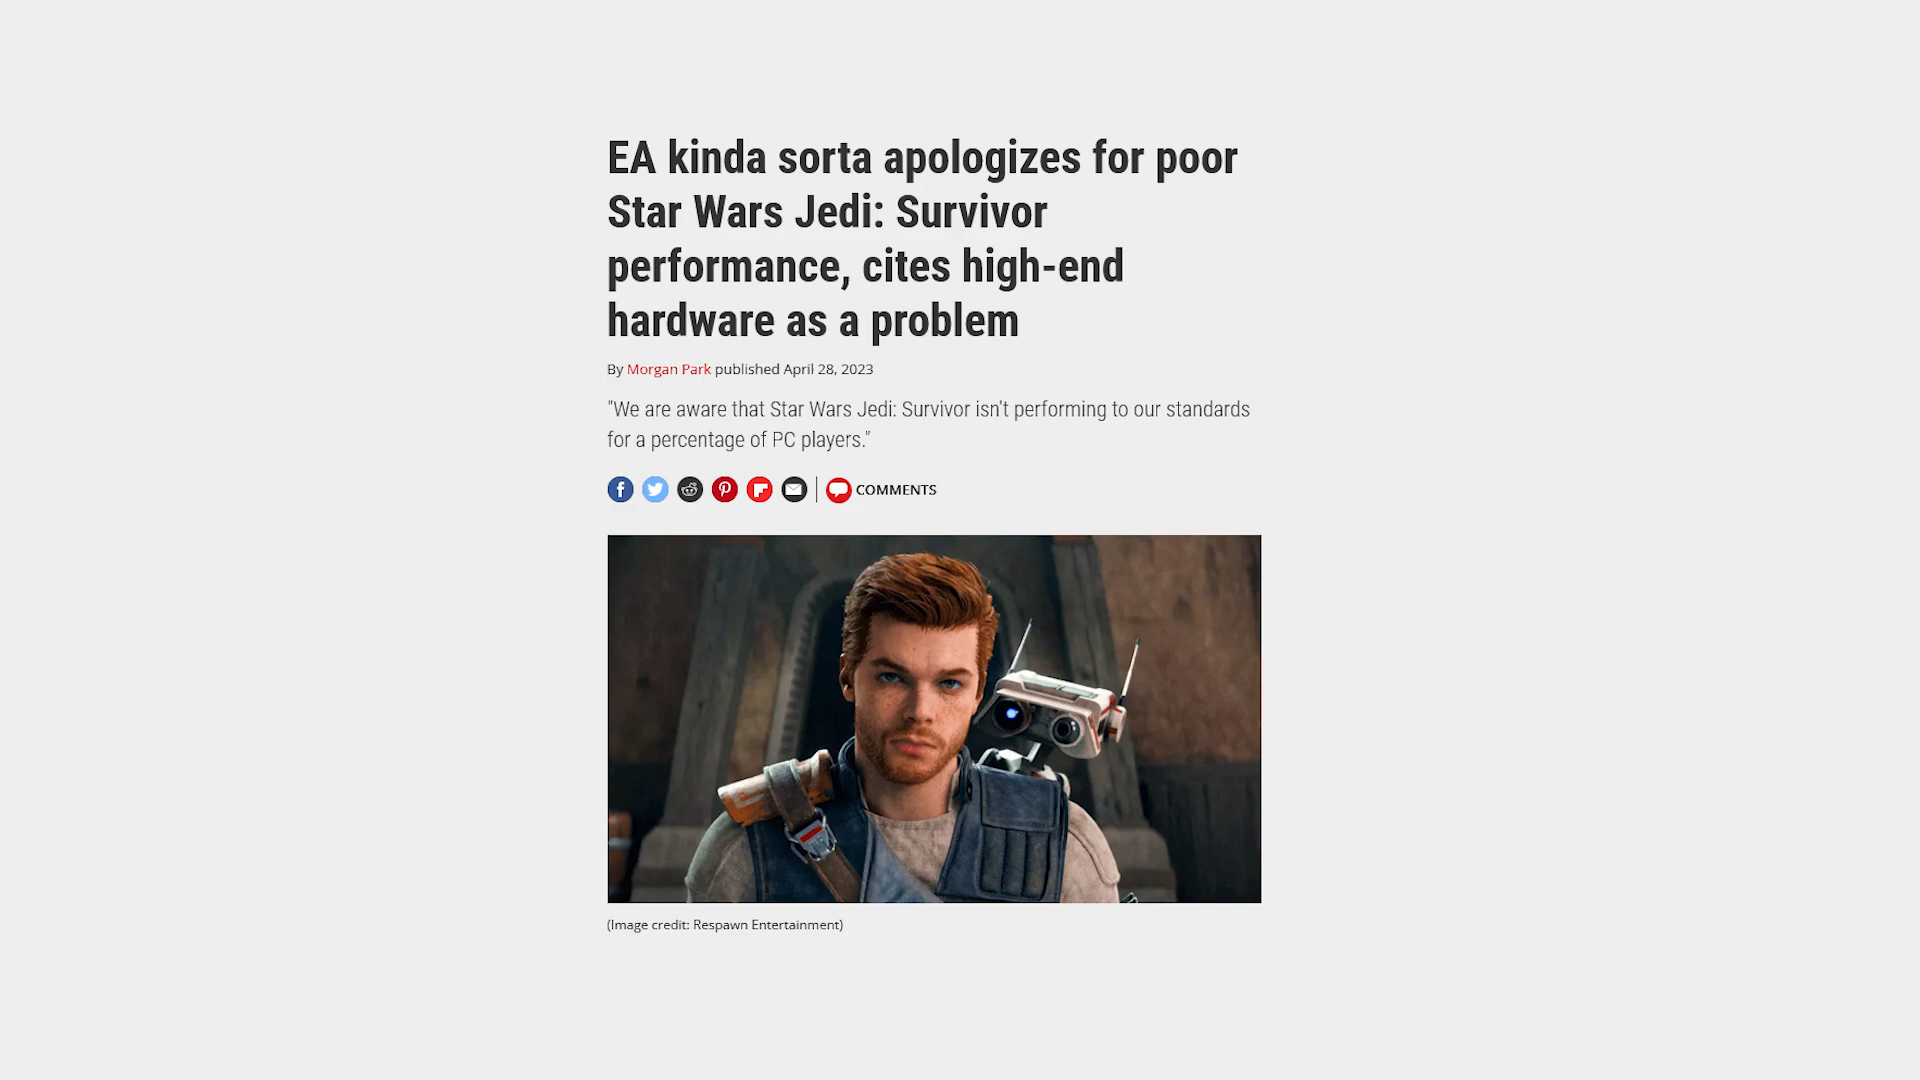 EA kinda sorta apologizes for poor
Star Wars Jedi: Survivor
performance, cites high-end
hardware as a problem
By Morgan Park published April 28, 2023
"We are aware that Star Wars Jedi: Survivor isn't performing to our standards
for a percentage of PC players."
COMMENTS
(Image credit: Respawn Entertainment)